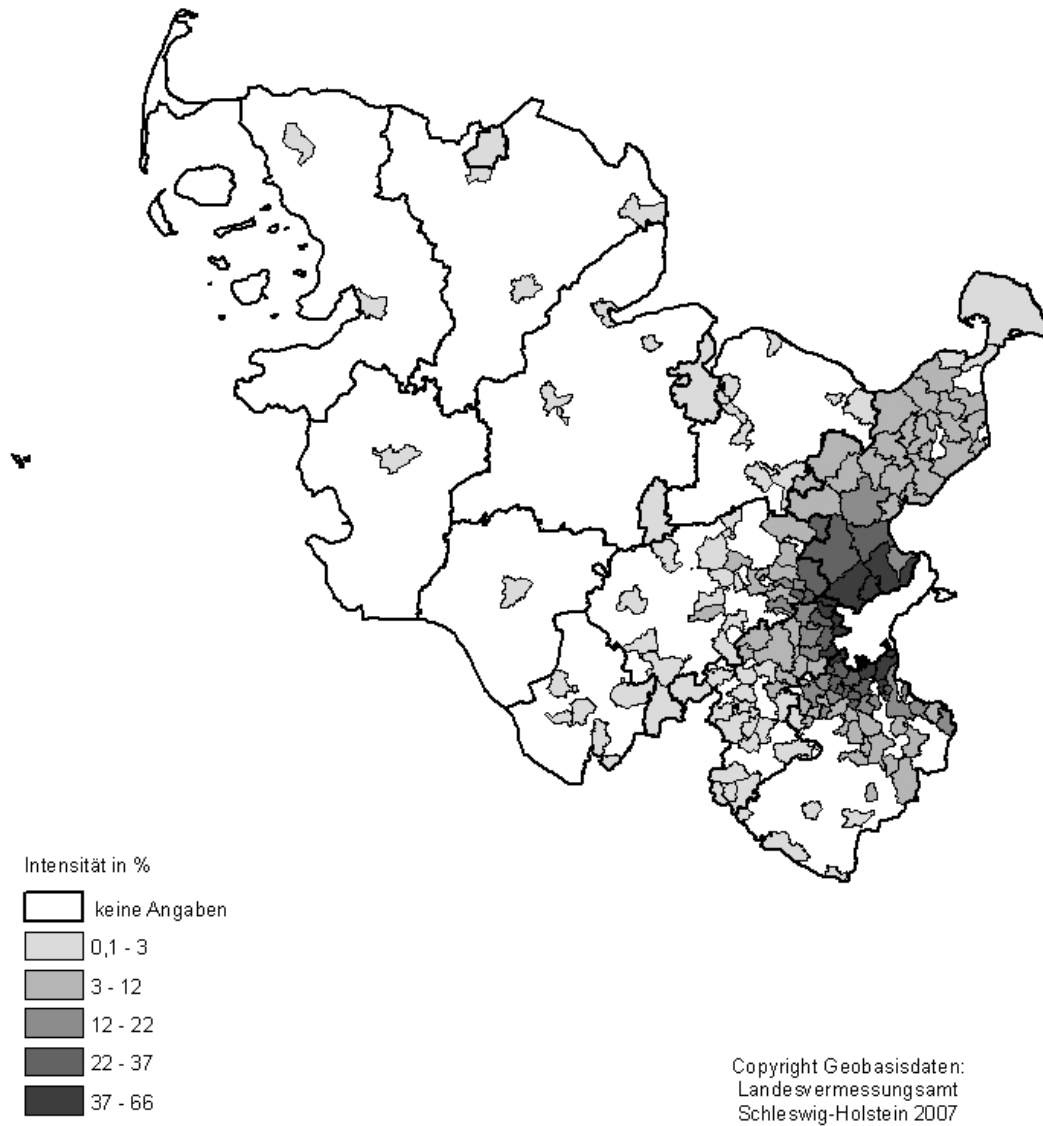 Intensität in %
keine Angaben
0,1 - 3
3 - 12
12 - 22
22 - 37
37 - 66
Copyright Geobasisdaten:
Landesvermessungsamt
Schleswig-Holstein 2007